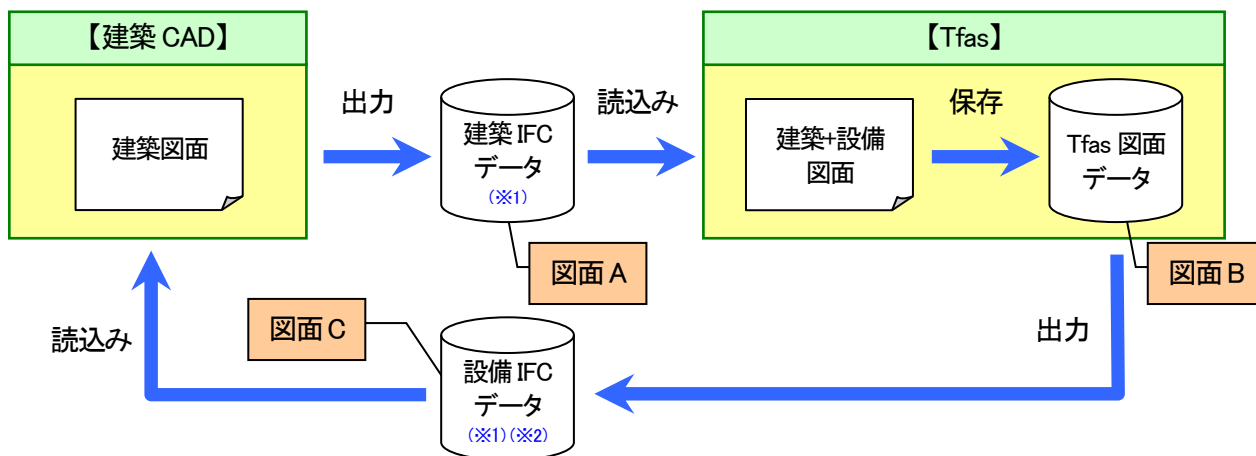 【建築 CAD】
建築図面
出力
建築 IFC
データ
(※1)
図面 A
読込み
【Tfas】
建築+設備
図面
保存
Tfas 図面
データ
図面 B
出力
設備 IFC
データ
(※1)(※2)
図面 C
読込み